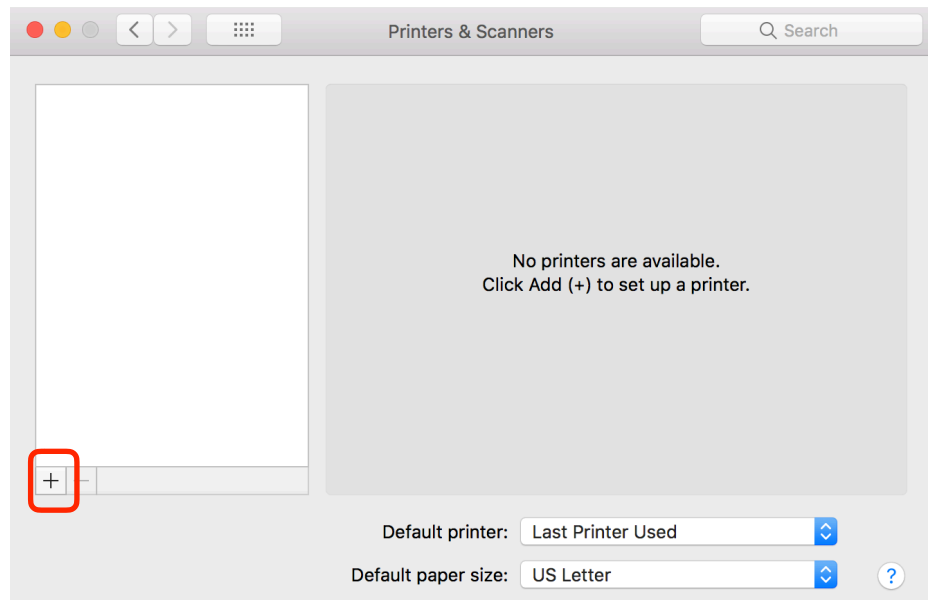 Printers & Scanners
Search
No printers are available.
Click Add (+) to set up a printer.
+ −
Default printer: Last Printer Used
Default paper size: US Letter
?